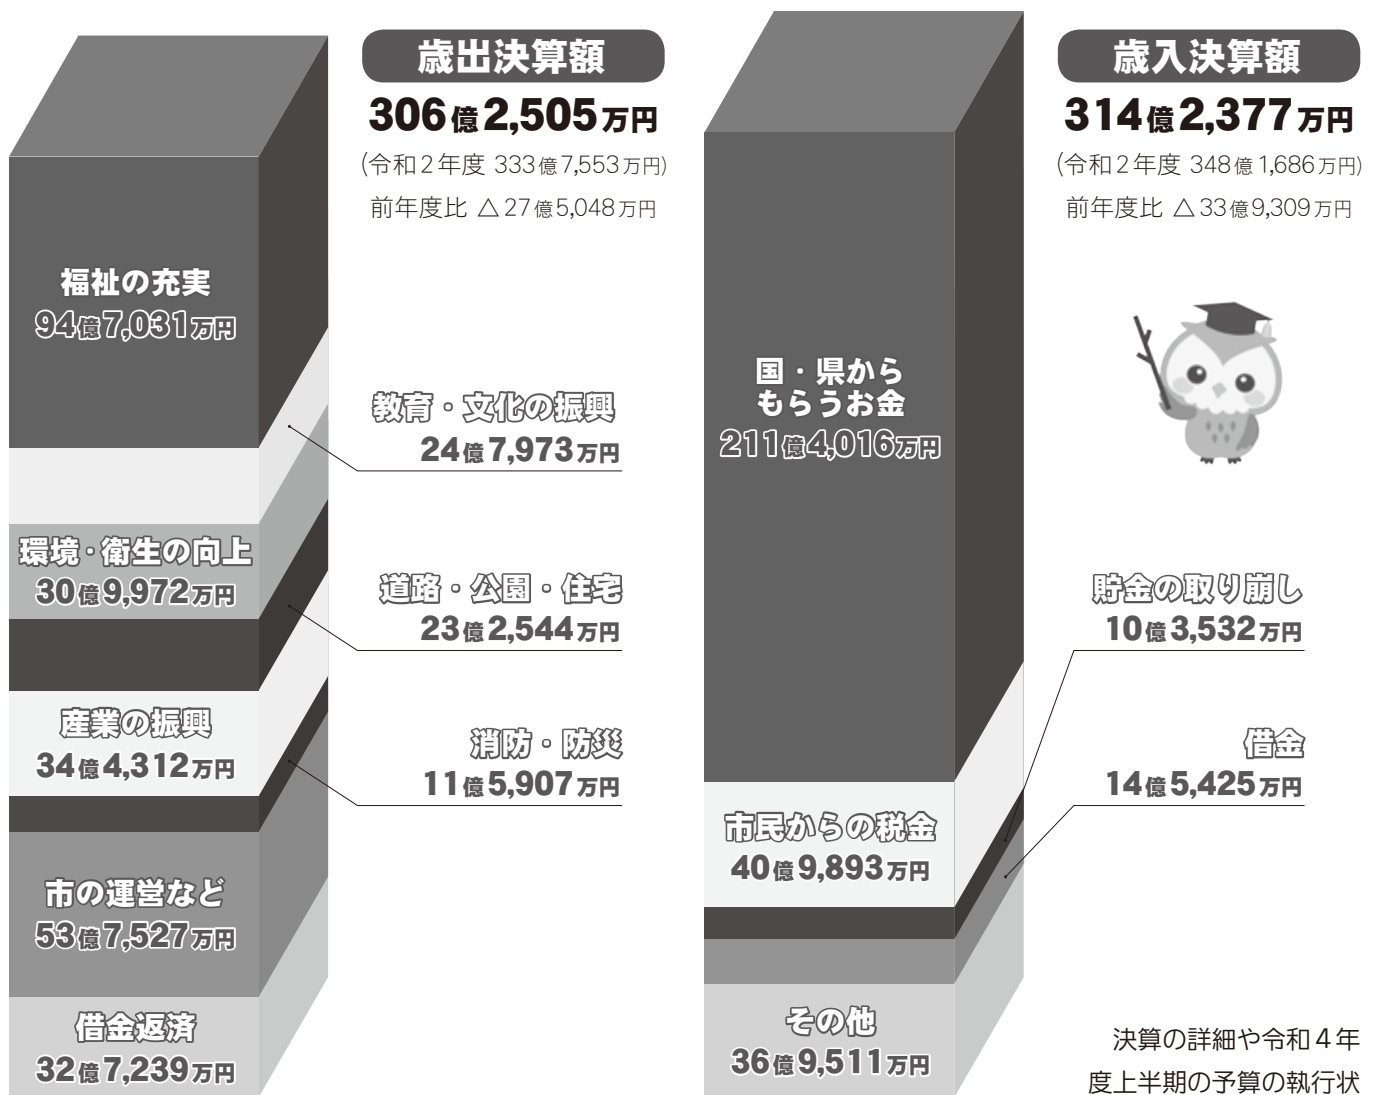 歳出決算額
306億2,505万円
(令和2年度 333億7,553万円)
前年度比 △27億5,048万円
福祉の充実
94億7,031万円
教育・文化の振興
24億7,973万円
環境・衛生の向上
30億9,972万円
道路・公園・住宅
23億2,544万円
産業の振興
34億4,312万円
消防・防災
11億5,907万円
市の運営など
53億7,527万円
借金返済
32億7,239万円
歳入決算額
314億2,377万円
(令和2年度 348億1,686万円)
前年度比 △33億9,309万円
国・県から
もらうお金
211億4,016万円
貯金の取り崩し
10億3,532万円
借金
14億5,425万円
市民からの税金
40億9,893万円
その他
36億9,511万円
決算の詳細や令和4年
度上半期の予算の執行状